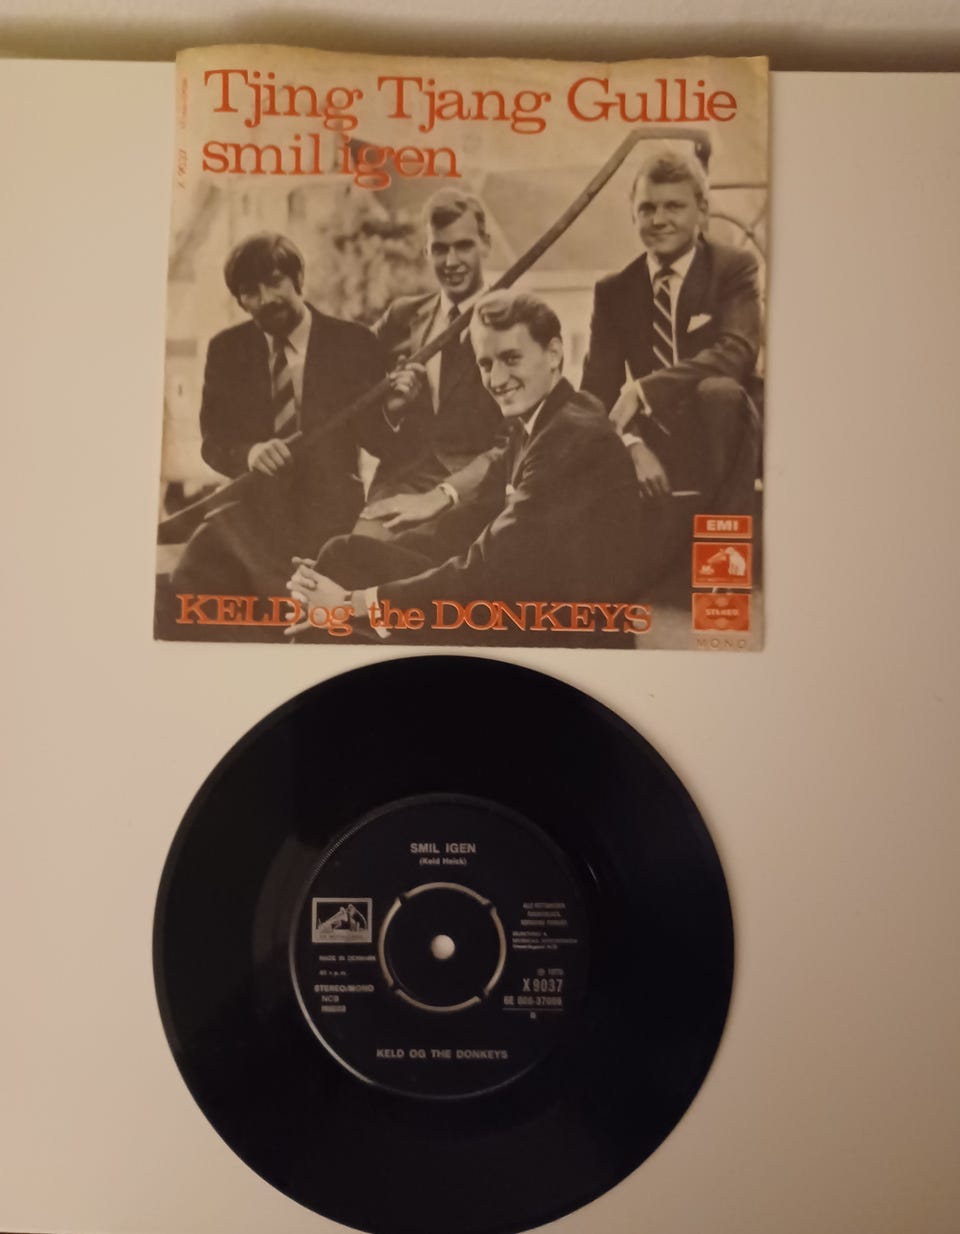 Tjing Tjang Gullie
smil igen
X 9037
EMI
STEREO
MONO
KELD og the DONKEYS
SMIL IGEN
(Keld Heick)
MADE IN DENMARK
45 r.p.m.
STEREO/MONO
NCB
X 9037
KELD OG THE DONKEYS